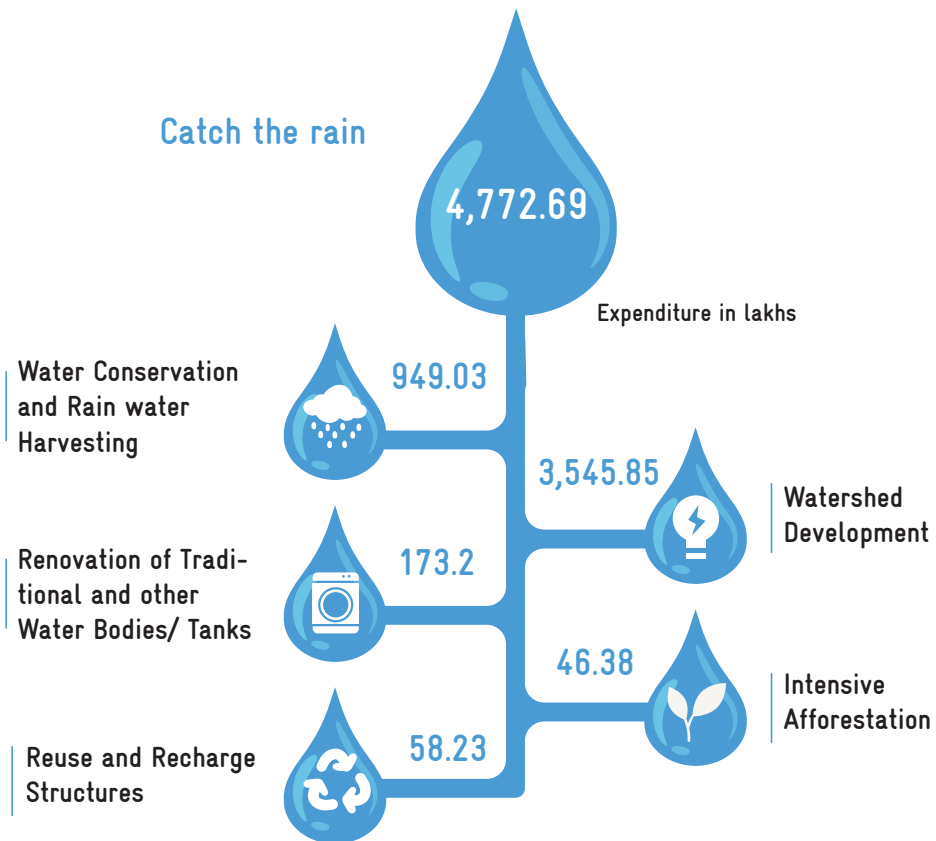 Catch the rain
4,772.69
Expenditure in lakhs
Water Conservation
and Rain water
Harvesting
949.03
3,545.85
Watershed
Development
Renovation of Tradi-
tional and other
Water Bodies/ Tanks
173.2
46.38
Intensive
Afforestation
Reuse and Recharge
Structures
58.23